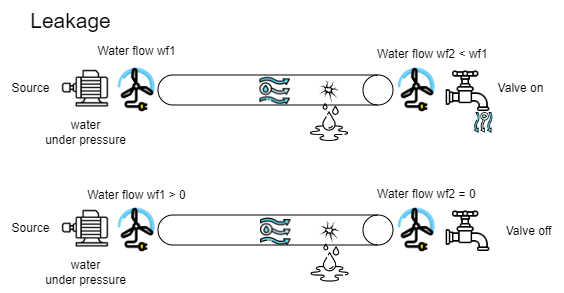 Leakage
Water flow wf1
Water flow wf2 < wf1
Source
Valve on
water
under pressure
Water flow wf1 > 0
Water flow wf2 = 0
Source
Valve off
water
under pressure